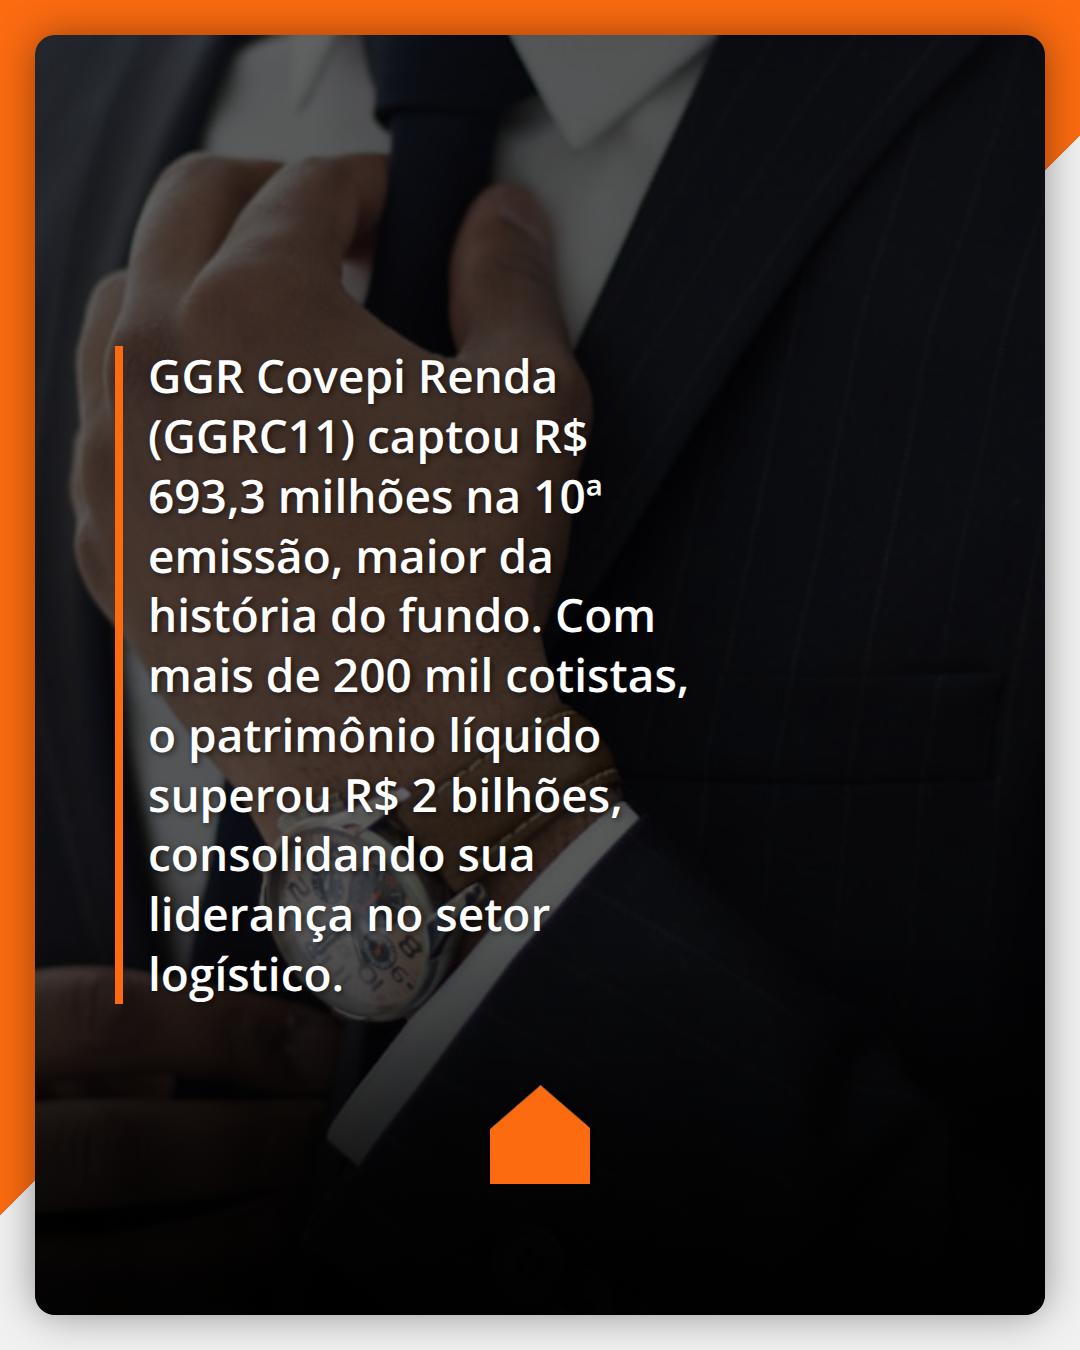 GGR Covepi Renda
(GGRC11) captou R$
693,3 milhões na 10ª
emissão, maior da
história do fundo. Com
mais de 200 mil cotistas,
o patrimônio líquido
superou R$ 2 bilhões,
consolidando sua
liderança no setor
logístico.